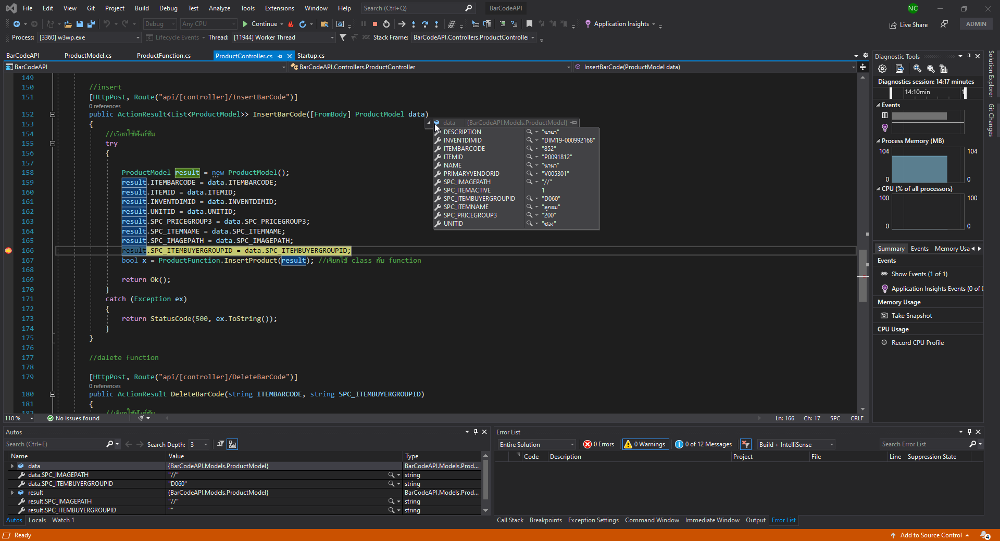 File Edit View Git Project Build Debug Test Analyze Tools Extensions Window Help Search (Ctrl+Q) BarCodeAPI NC
Debug Any CPU Continue Application Insights Live Share ADMIN
Process: [3360] w3wp.exe Lifecycle Events Thread: [11944] Worker Thread Stack Frame: BarCodeAPI.Controllers.ProductController
BarCodeAPI ProductModel.cs ProductFunction.cs ProductController.cs Startup.cs
BarCodeAPI BarCodeAPI.Controllers.ProductController InsertBarCode(ProductModel data)
149
150 //insert
151 [HttpPost, Route("api/[controller]/InsertBarCode")]
0 references
152 public ActionResult<List<ProductModel>> InsertBarCode([FromBody] ProductModel data)
153 {
154 //เรียกใช้ฟังก์ชัน
155 try
156 {
157
158 ProductModel result = new ProductModel();
159 result.ITEMBARCODE = data.ITEMBARCODE;
160 result.ITEMID = data.ITEMID;
161 result.INVENTDIMID = data.INVENTDIMID;
162 result.UNITID = data.UNITID;
163 result.SPC_PRICEGROUP3 = data.SPC_PRICEGROUP3;
164 result.SPC_ITEMNAME = data.SPC_ITEMNAME;
165 result.SPC_IMAGEPATH = data.SPC_IMAGEPATH;
166 result.SPC_ITEMBUYERGROUPID = data.SPC_ITEMBUYERGROUPID;
167 bool x = ProductFunction.InsertProduct(result); //เรียกใช้ class กับ function
168
169 return Ok();
170 }
171 catch (Exception ex)
172 {
173 return StatusCode(500, ex.ToString());
174 }
175 }
176
177 //dalete function
178
179 [HttpPost, Route("api/[controller]/DeleteBarCode")]
0 references
180 public ActionResult DeleteBarCode(string ITEMBARCODE, string SPC_ITEMBUYERGROUPID)
181 {
182 //เรียกใช้ฟังก์ชัน
data {BarCodeAPI.Models.ProductModel}
DESCRIPTION "นานา"
INVENTDIMID "DIM19-000992168"
ITEMBARCODE "852"
ITEMID "P0091812"
NAME "นานา"
PRIMARYVENDORID "V005301"
SPC_IMAGEPATH "//"
SPC_ITEMACTIVE 1
SPC_ITEMBUYERGROUPID "D060"
SPC_ITEMNAME "ลูกอม"
SPC_PRICEGROUP3 "200"
UNITID "ซอง"
110 % No issues found Ln: 166 Ch: 17 SPC CRLF
Diagnostic Tools
Diagnostics session: 14:17 minutes
14:10min 1
Events
Process Memory (MB)
104 104
0 0
CPU (% of all processors)
100 100
0 0
Summary Events Memory Usa
Events
Show Events (1 of 1)
Application Insights Events (0 of 0
Memory Usage
Take Snapshot
CPU Usage
Record CPU Profile
Solution Explorer
Git Changes
Autos
Search (Ctrl+E) Search Depth: 3
Name Value Type
data {BarCodeAPI.Models.ProductModel} BarCodeAPI.Models.Prod...
data.SPC_IMAGEPATH "//" string
data.SPC_ITEMBUYERGROUPID "D060" string
result {BarCodeAPI.Models.ProductModel} BarCodeAPI.Models.Prod...
result.SPC_IMAGEPATH "//" string
result.SPC_ITEMBUYERGROUPID "" string
Autos Locals Watch 1
Error List
Entire Solution 0 Errors 0 Warnings 0 of 12 Messages Build + IntelliSense Search Error List
Code Description Project File Line Suppression State
Call Stack Breakpoints Exception Settings Command Window Immediate Window Output Error List
Ready Add to Source Control 4